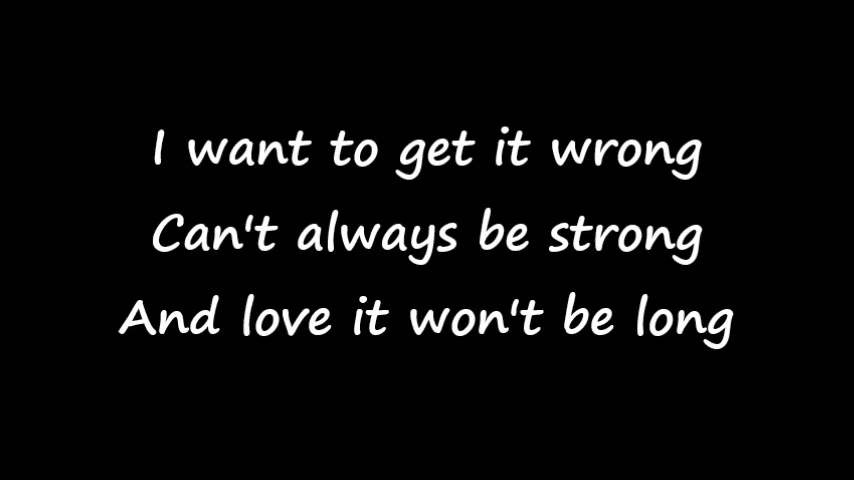 I want to get it wrong
Can't always be strong
And love it won't be long